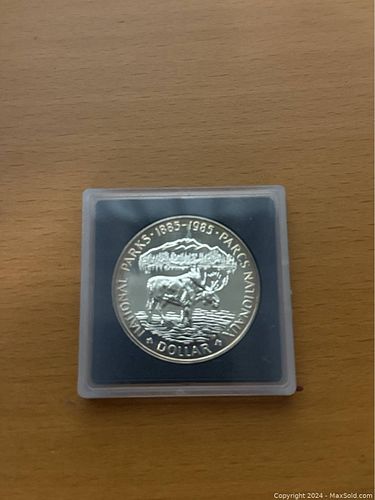 NATIONAL PARKS · 1885-1985 · PARCS NATIONAUX
DOLLAR
Copyright 2024 - MaxSold.com